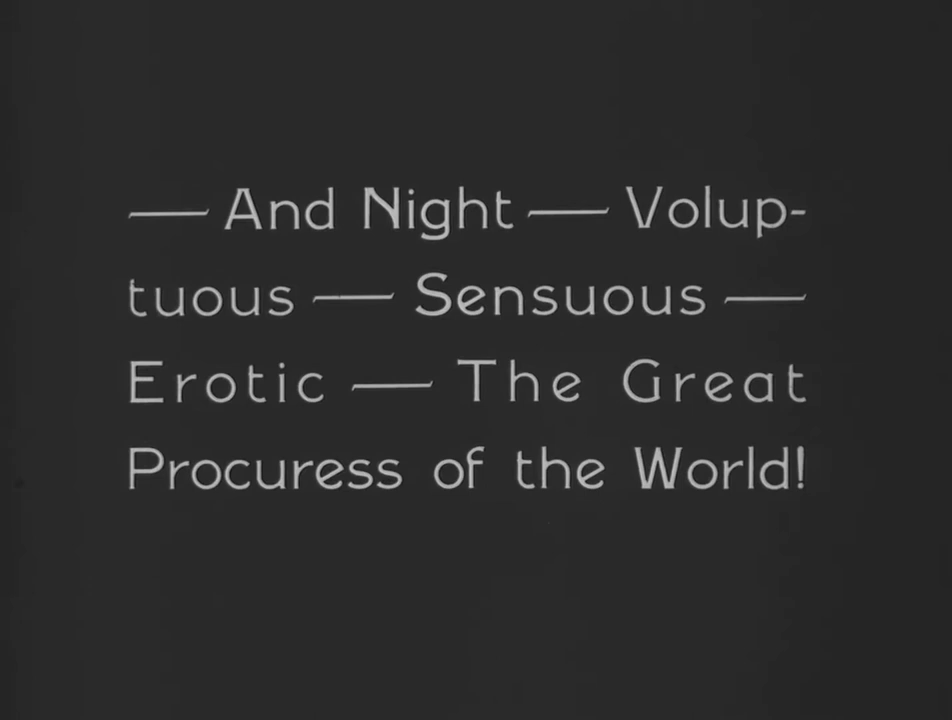 — And Night — Volup-
tuous — Sensuous —
Erotic — The Great
Procuress of the World!